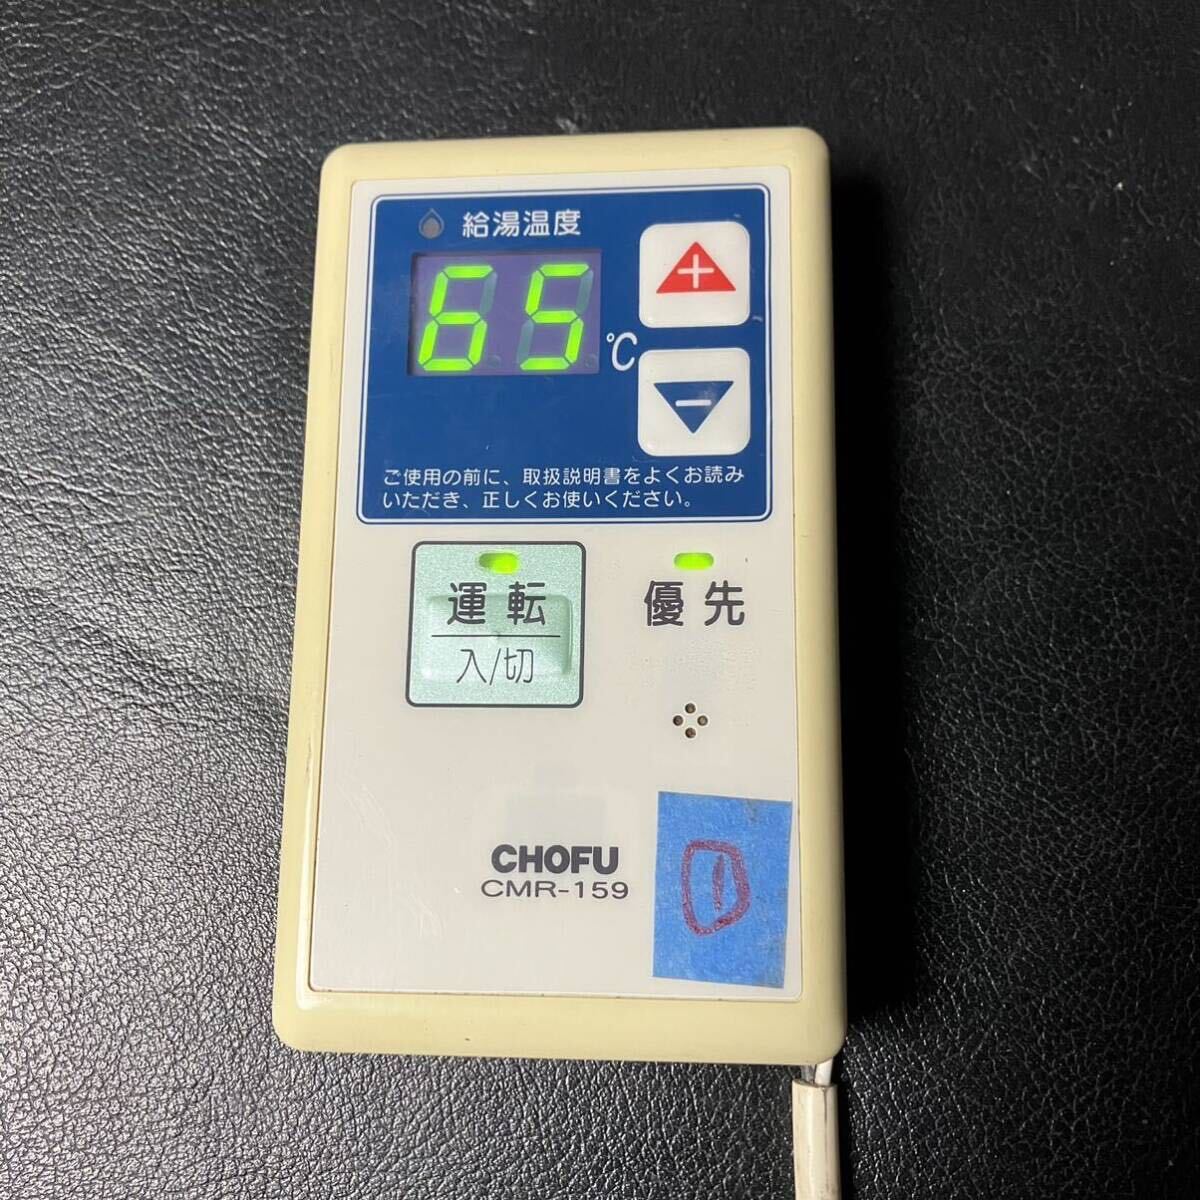 給湯温度
65
℃
ご使用の前に、取扱説明書をよくお読み
いただき、正しくお使いください。
運転
入/切
優先
CHOFU
CMR-159
①